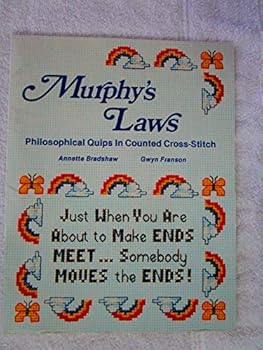 Murphy's
Laws
Philosophical Quips In Counted Cross-Stitch
Annette Bradshaw Gwyn Franson
Just When You Are
About to Make ENDS
MEET... Somebody
MOVES the ENDS!